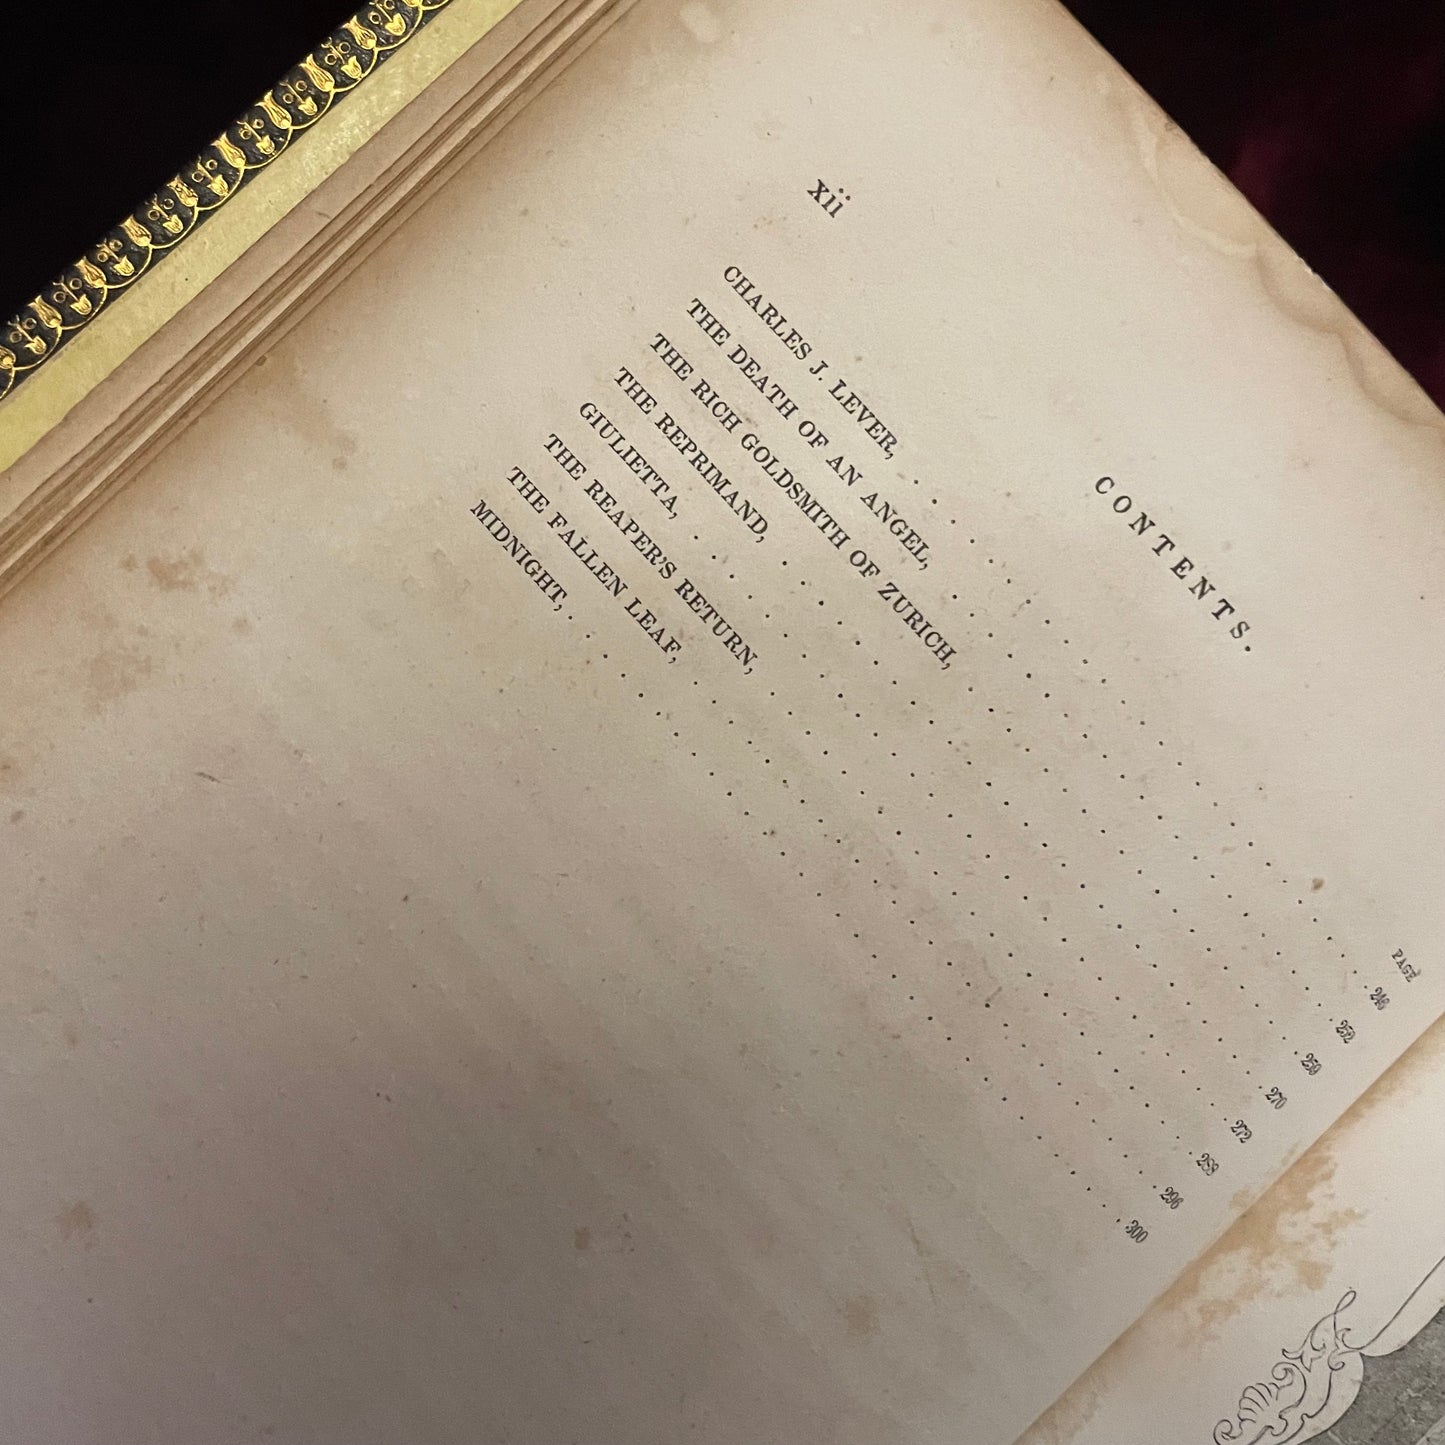 xii
CONTENTS.
PAGE
CHARLES J. LEVER, . . . . . . . . . . . . . . . . . . . . . . . . . 246
THE DEATH OF AN ANGEL, . . . . . . . . . . . . . . . . . . . . . . 252
THE RICH GOLDSMITH OF ZURICH, . . . . . . . . . . . . . . . . . . . 259
THE REPRIMAND, . . . . . . . . . . . . . . . . . . . . . . . . . . 270
GIULIETTA, . . . . . . . . . . . . . . . . . . . . . . . . . . . . 272
THE REAPER'S RETURN, . . . . . . . . . . . . . . . . . . . . . . .
THE FALLEN LEAF, . . . . . . . . . . . . . . . . . . . . . . . . . 296
MIDNIGHT, . . . . . . . . . . . . . . . . . . . . . . . . . . . . 300